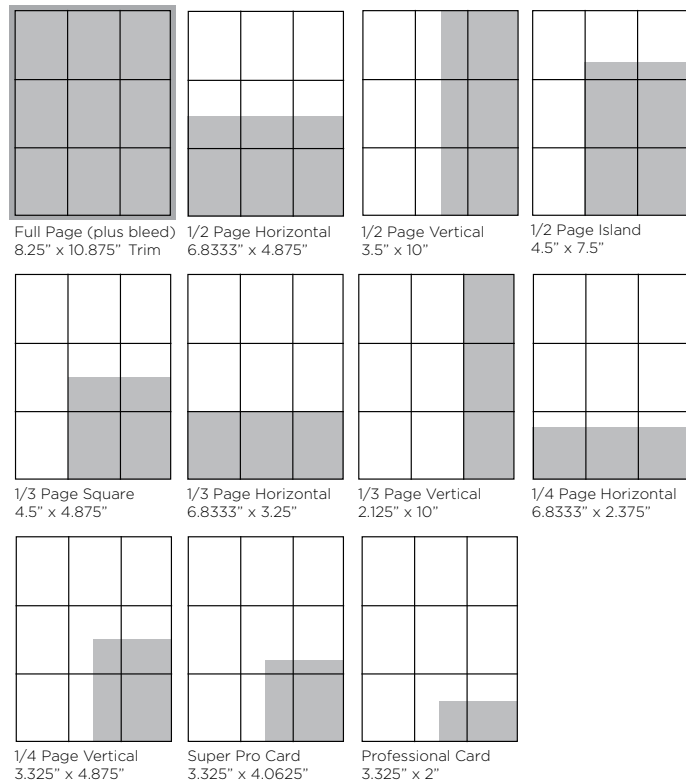 Full Page (plus bleed)
8.25” x 10.875” Trim
1/2 Page Horizontal
6.8333” x 4.875”
1/2 Page Vertical
3.5” x 10”
1/2 Page Island
4.5” x 7.5”
1/3 Page Square
4.5” x 4.875”
1/3 Page Horizontal
6.8333” x 3.25”
1/3 Page Vertical
2.125” x 10”
1/4 Page Horizontal
6.8333” x 2.375”
1/4 Page Vertical
3.325” x 4.875”
Super Pro Card
3.325” x 4.0625”
Professional Card
3.325” x 2”